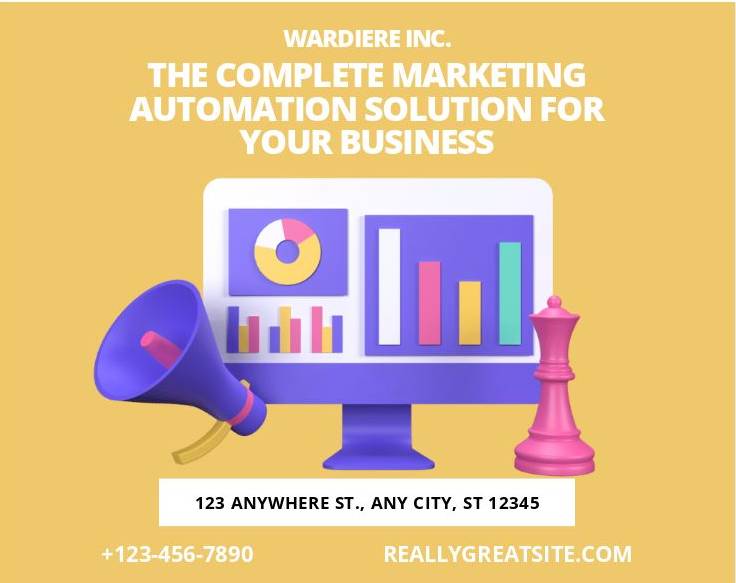 WARDIERE INC.
THE COMPLETE MARKETING
AUTOMATION SOLUTION FOR
YOUR BUSINESS
123 ANYWHERE ST., ANY CITY, ST 12345
+123-456-7890
REALLYGREATSITE.COM